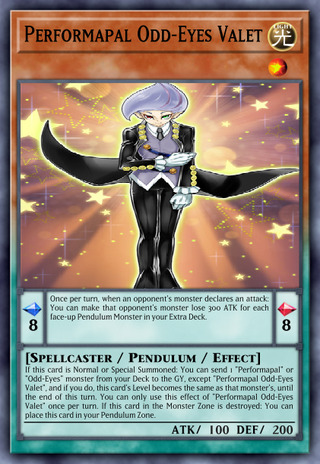 Performapal Odd-Eyes Valet
LIGHT
光
Once per turn, when an opponent's monster declares an attack:
You can make that opponent's monster lose 300 ATK for each
face-up Pendulum Monster in your Extra Deck.
8
8
[Spellcaster / Pendulum / Effect]
If this card is Normal or Special Summoned: You can send 1 "Performapal" or
"Odd-Eyes" monster from your Deck to the GY, except "Performapal Odd-Eyes
Valet", and if you do, this card's Level becomes the same as that monster's, until
the end of this turn. You can only use this effect of "Performapal Odd-Eyes
Valet" once per turn. If this card in the Monster Zone is destroyed: You can
place this card in your Pendulum Zone.
ATK/ 100 DEF/ 200